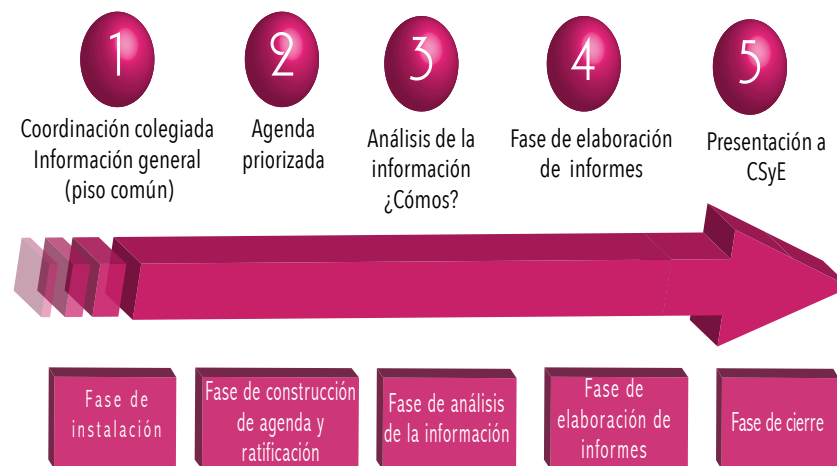 1
2
3
4
5
Coordinación colegiada
Información general
(piso común)
Agenda
priorizada
Análisis de la
información
¿Cómos?
Fase de elaboración
de informes
Presentación a
CSyE
Fase de
instalación
Fase de construcción
de agenda y
ratificación
Fase de análisis
de la información
Fase de
elaboración de
informes
Fase de cierre